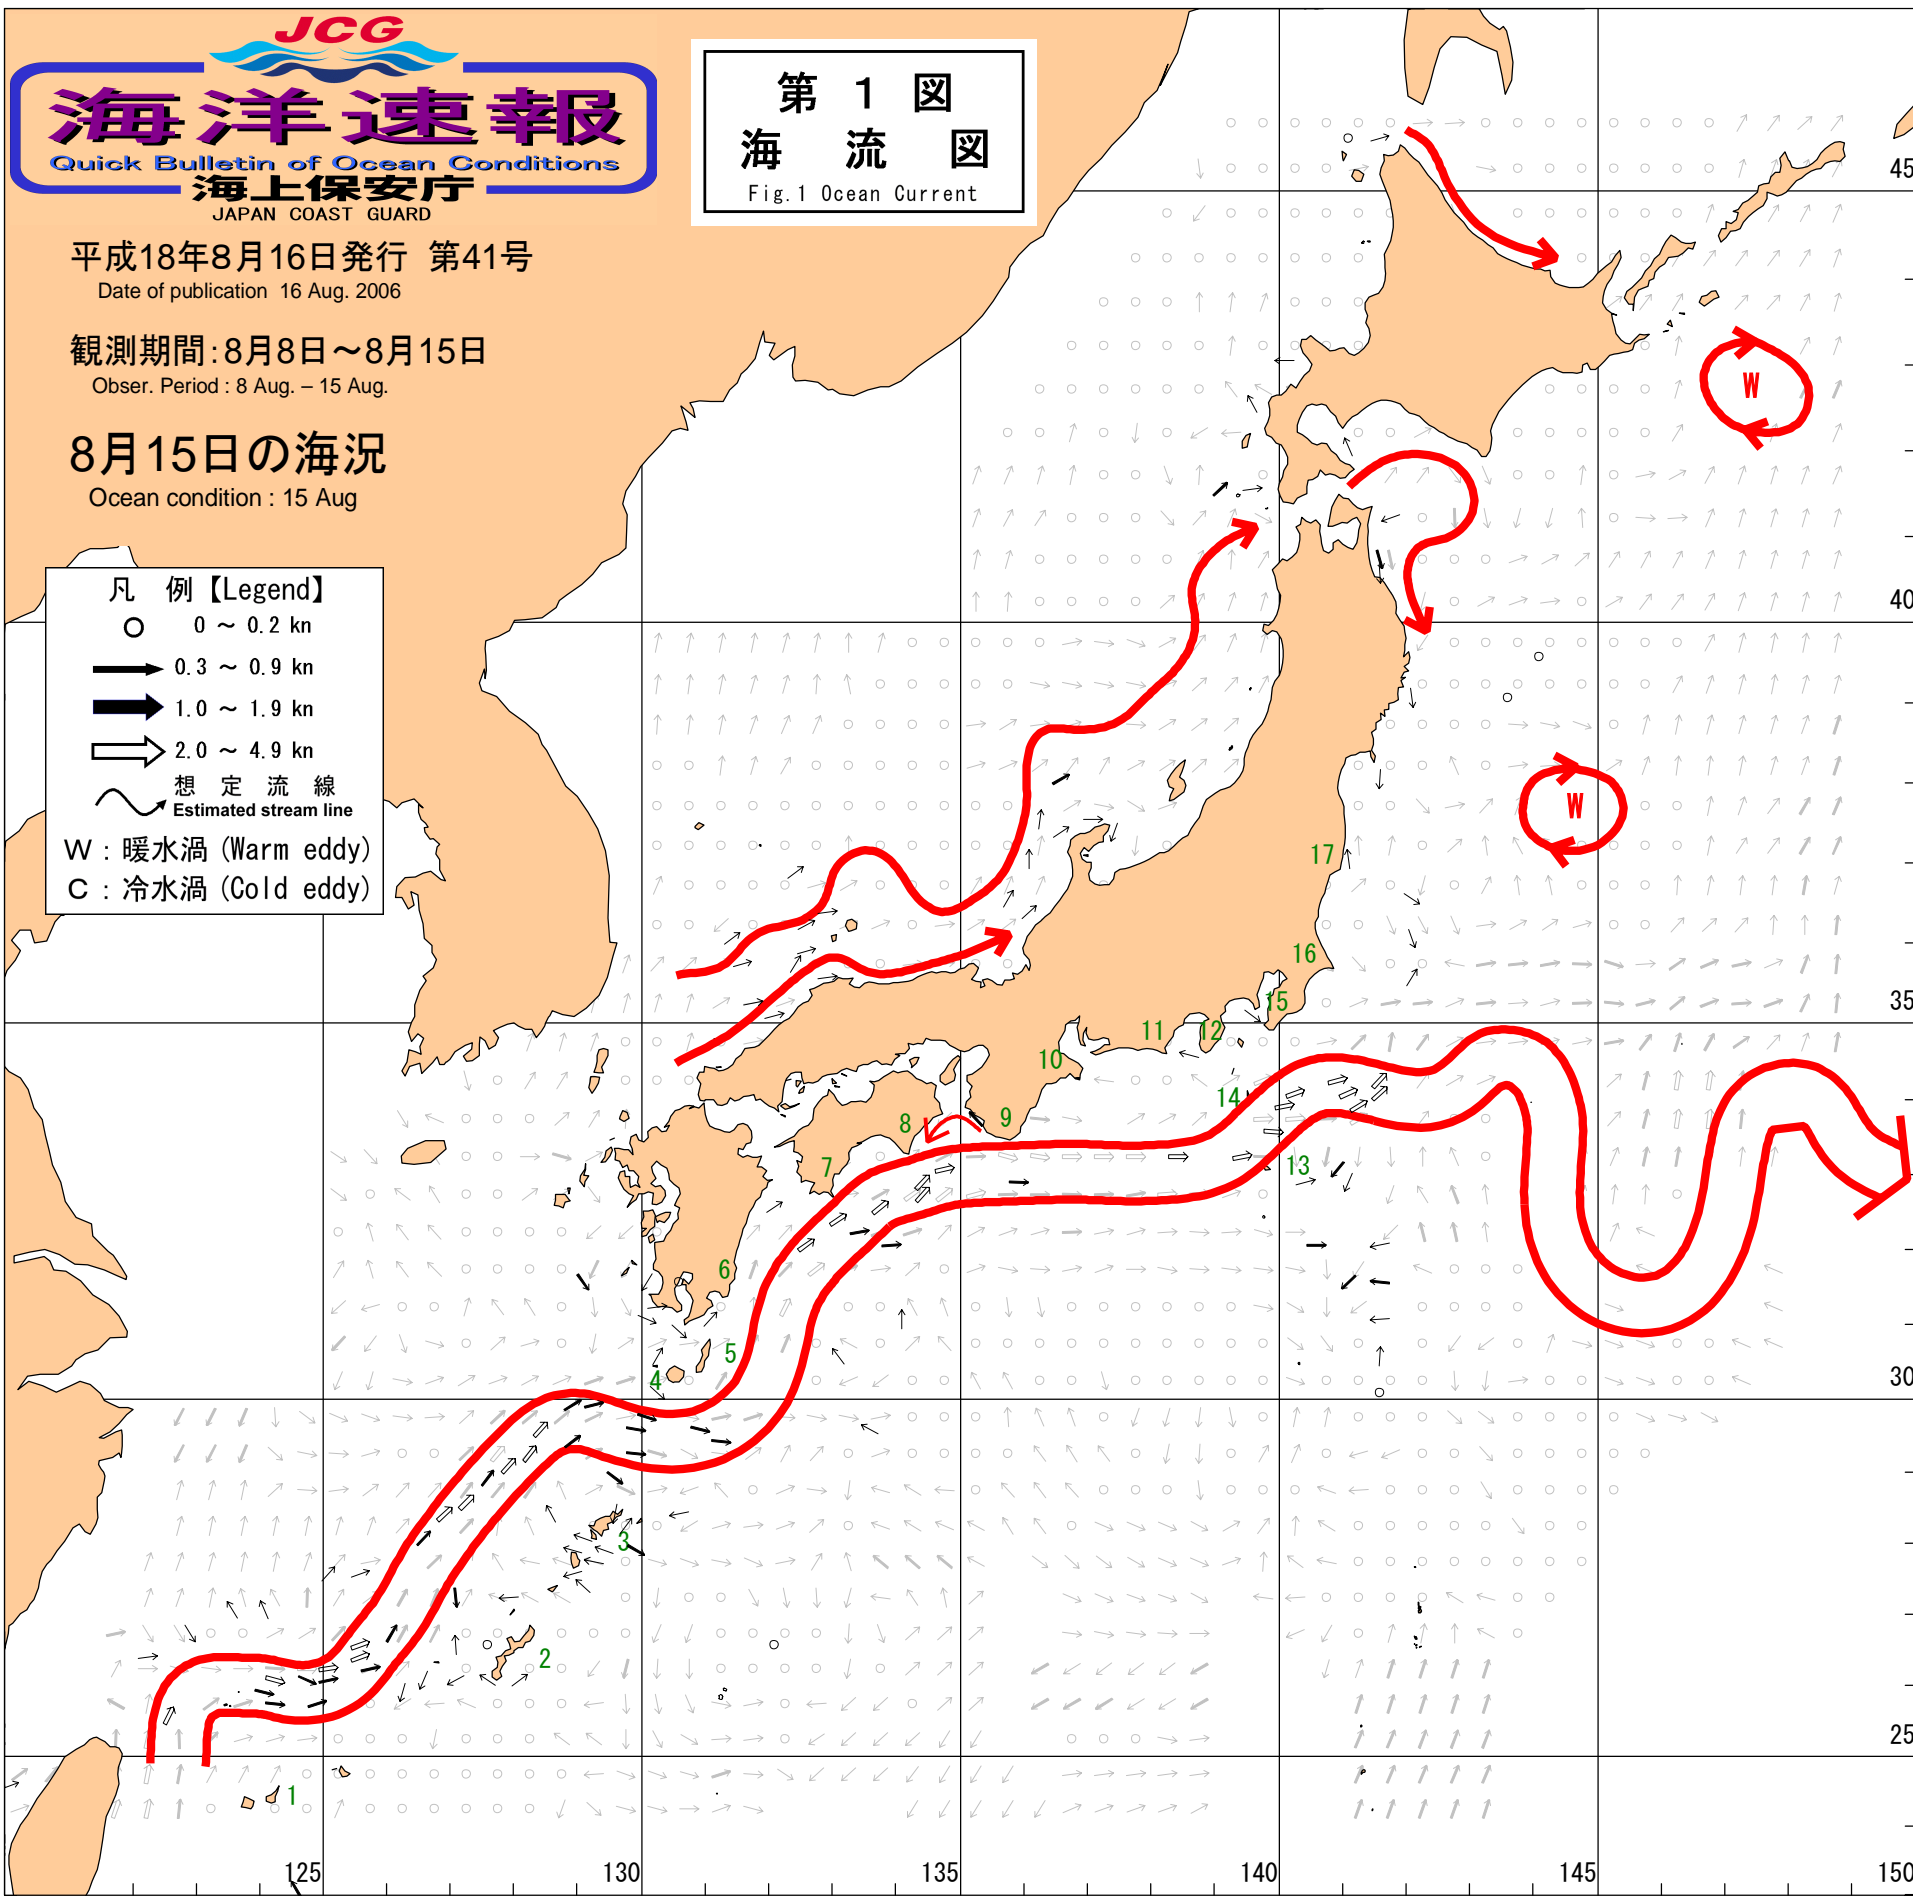 JCG
海洋速報
Quick Bulletin of Ocean Conditions
海上保安庁
JAPAN COAST GUARD
平成18年8月16日発行 第41号
Date of publication 16 Aug. 2006
観測期間:8月8日～8月15日
Obser. Period : 8 Aug. – 15 Aug.
8月15日の海況
Ocean condition : 15 Aug
第 1 図
海 流 図
Fig.1 Ocean Current
凡 例【Legend】
0 ～ 0.2 kn
0.3 ～ 0.9 kn
1.0 ～ 1.9 kn
2.0 ～ 4.9 kn
想 定 流 線
Estimated stream line
W : 暖水渦 (Warm eddy)
C : 冷水渦 (Cold eddy)
45
W
40
W
17
16
35
15
12
11
10
14
9
8
13
7
6
5
4
30
3
2
25
1
125
130
135
140
145
150